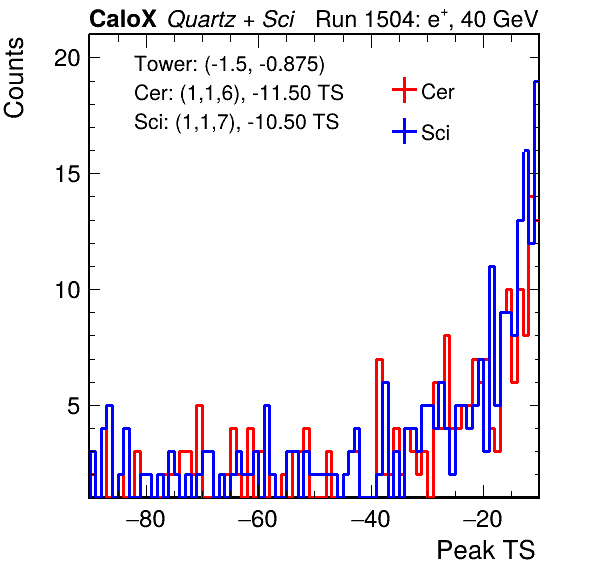 CaloX Quartz + Sci Run 1504: e⁺, 40 GeV
Counts
Tower: (-1.5, -0.875)
Cer: (1,1,6), -11.50 TS
Sci: (1,1,7), -10.50 TS
Cer
Sci
20
15
10
5
−80 −60 −40 −20
Peak TS